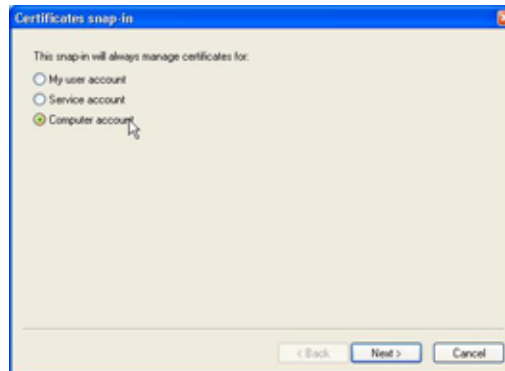 Certificates snap-in
This snap-in will always manage certificates for:
My user account
Service account
Computer account
< Back Next > Cancel